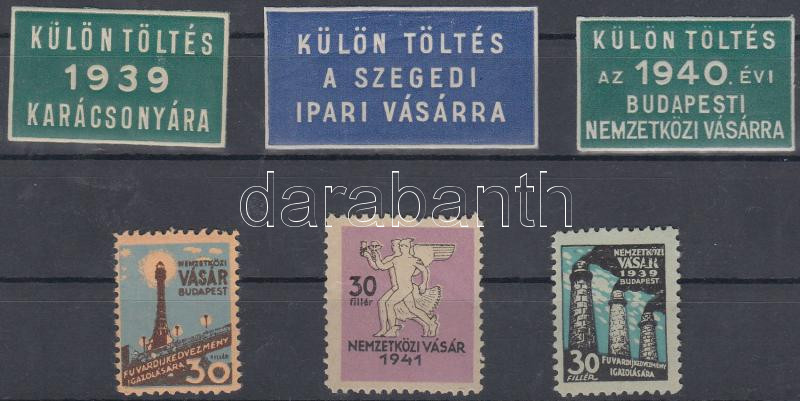 KÜLÖN TÖLTÉS
1939
KARÁCSONYÁRA
KÜLÖN TÖLTÉS
A SZEGEDI
IPARI VÁSÁRRA
KÜLÖN TÖLTÉS
AZ 1940. ÉVI
BUDAPESTI
NEMZETKÖZI VÁSÁRRA
darabanth
NEMZETKÖZI
VÁSÁR
BUDAPEST
FUVARDIJKEDVEZMÉNY
IGAZOLÁSÁRA
FILLÉR
30
30
fillér
NEMZETKÖZI VÁSÁR
1941
NEMZETKÖZI
VÁSÁR
1939
BUDAPEST
30
FILLÉR
FUVARDIJKEDVEZMÉNY
IGAZOLÁSÁRA